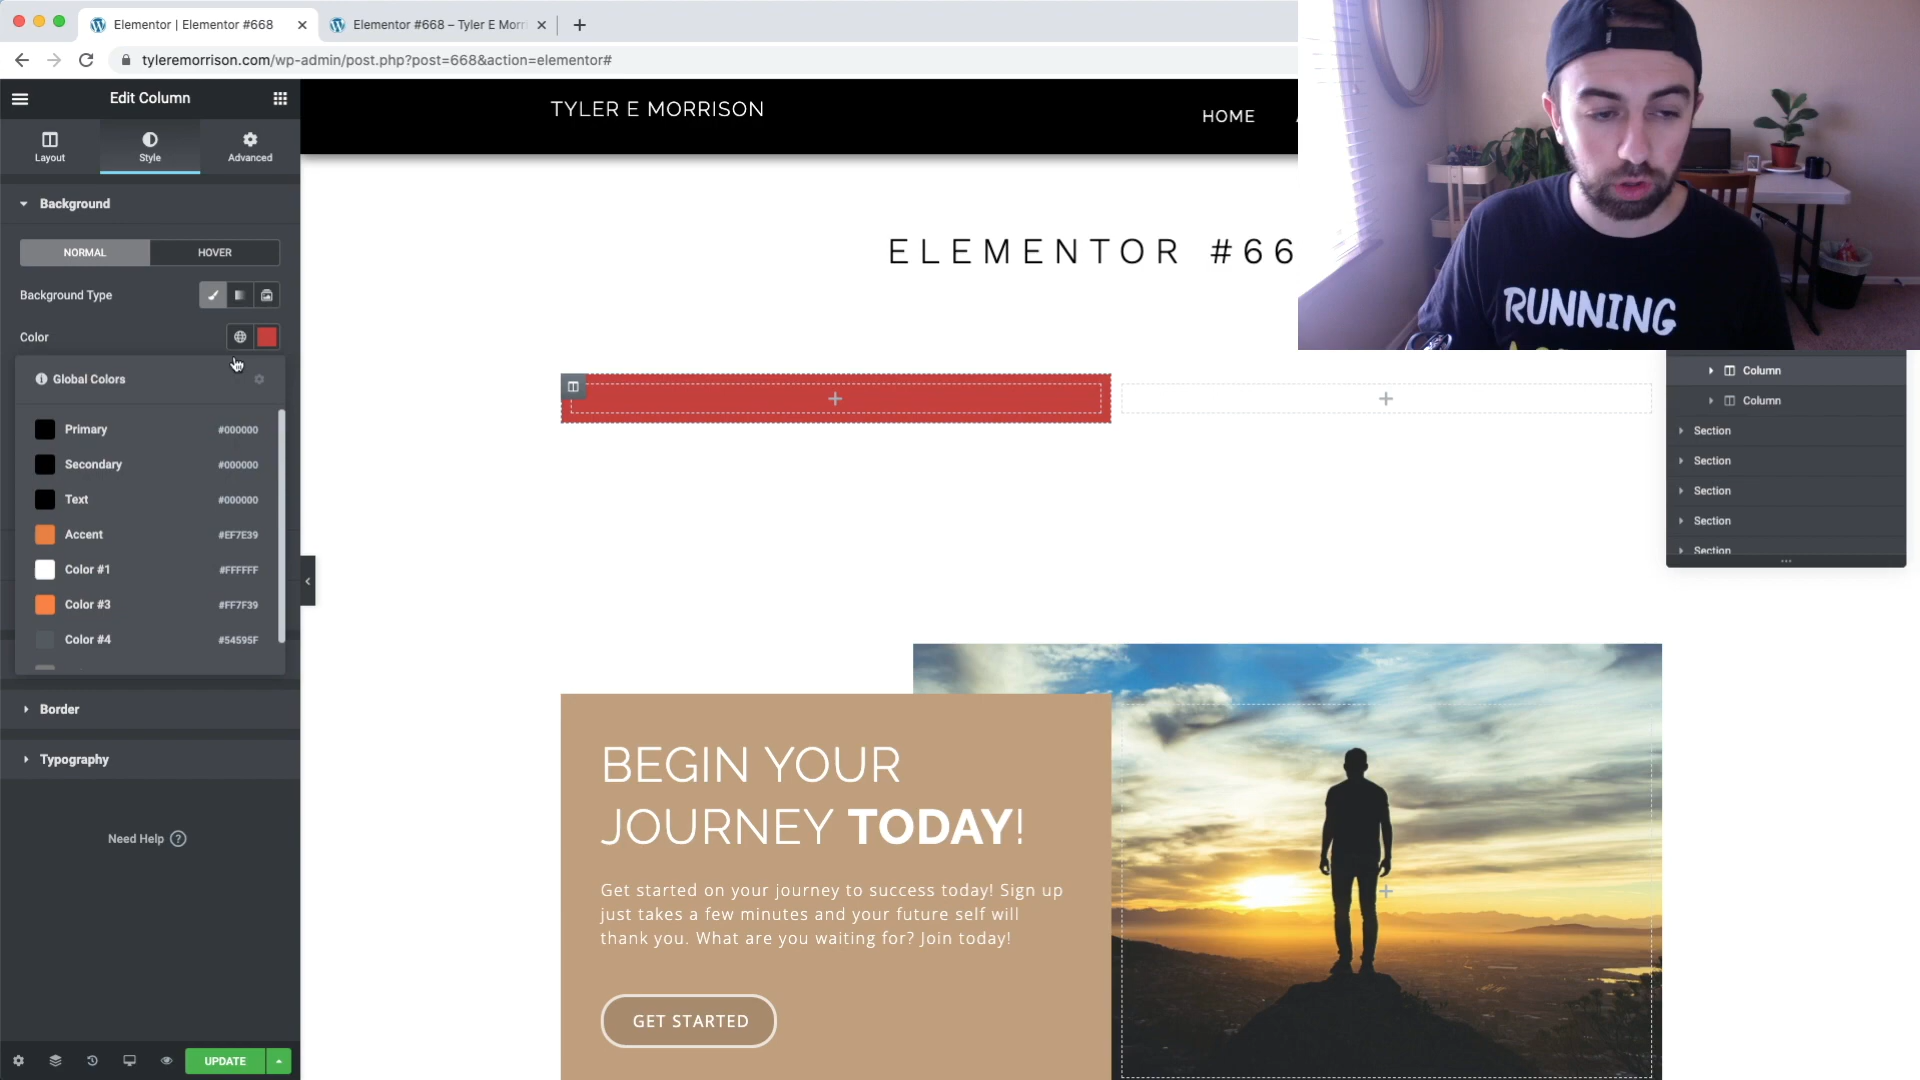 Elementor | Elementor #668
Elementor #668 – Tyler E Morri
tyleremorrison.com/wp-admin/post.php?post=668&action=elementor#
Edit Column
Layout
Style
Advanced
Background
NORMAL
HOVER
Background Type
Color
Global Colors
Primary #000000
Secondary #000000
Text #000000
Accent #EF7E39
Color #1 #FFFFFF
Color #3 #FF7F39
Color #4 #54595F
Border
Typography
Need Help
UPDATE
TYLER E MORRISON
HOME
ELEMENTOR #66
RUNNING
Column
Column
Section
Section
Section
Section
Section
BEGIN YOUR
JOURNEY TODAY!
Get started on your journey to success today! Sign up
just takes a few minutes and your future self will
thank you. What are you waiting for? Join today!
GET STARTED